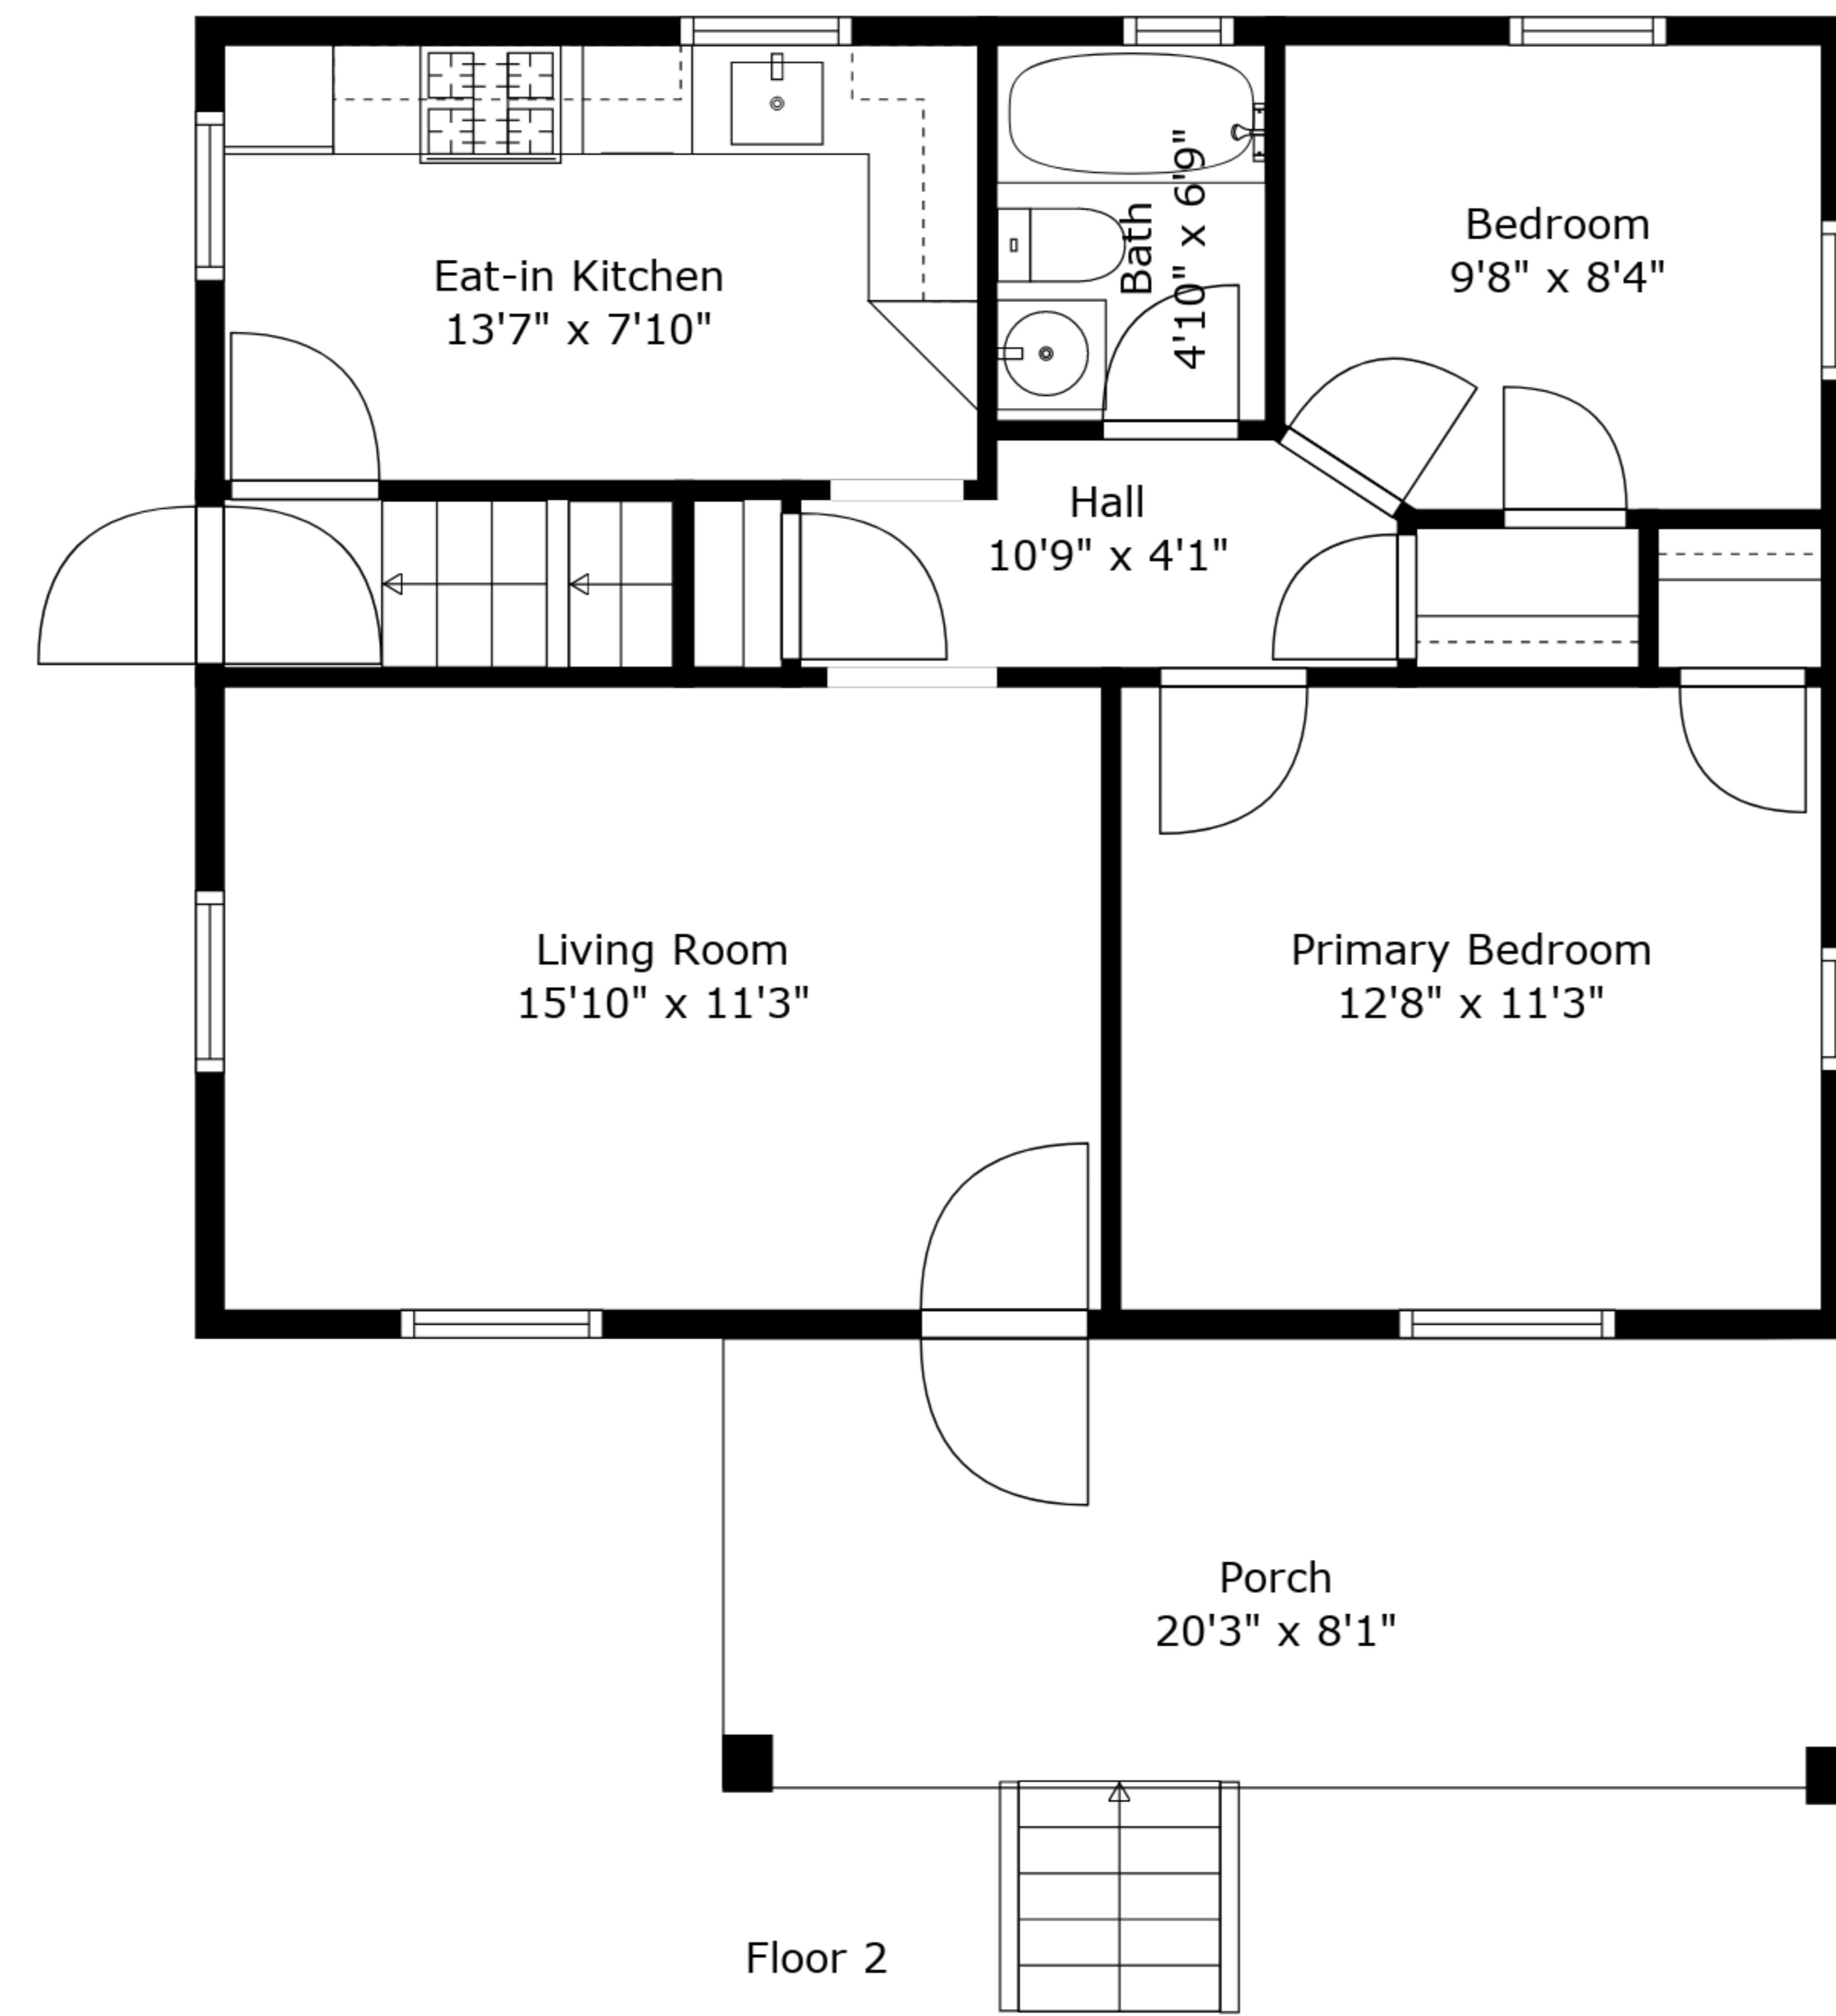 Eat-in Kitchen
13'7" x 7'10"
Bath
4'10" x 6'9"
Bedroom
9'8" x 8'4"
Hall
10'9" x 4'1"
Living Room
15'10" x 11'3"
Primary Bedroom
12'8" x 11'3"
Porch
20'3" x 8'1"
Floor 2